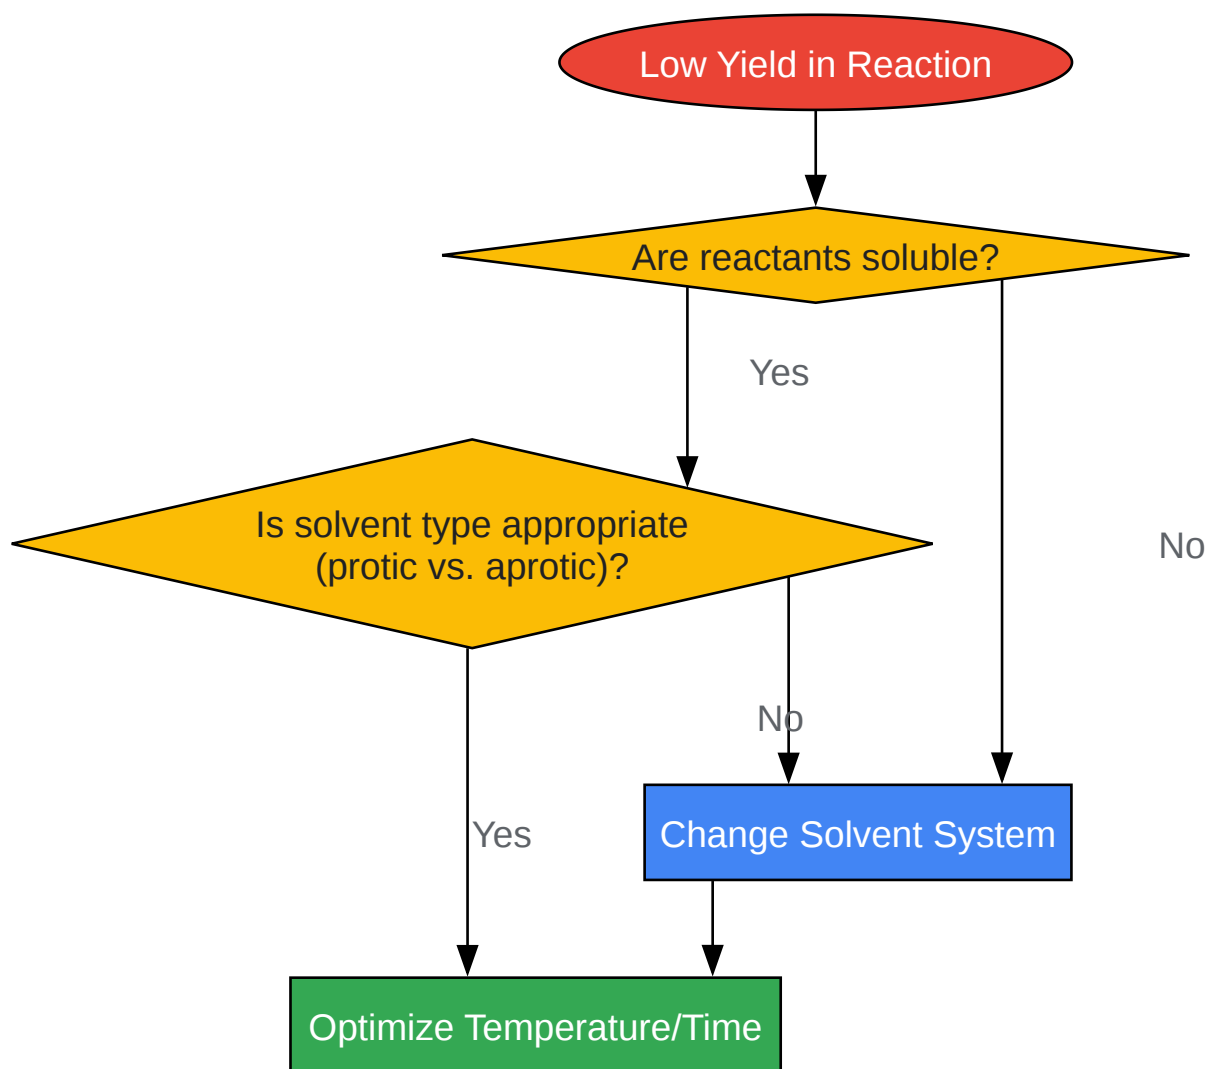 Low Yield in Reaction
Are reactants soluble?
Yes
Is solvent type appropriate
(protic vs. aprotic)?
No
No
Yes
Change Solvent System
Optimize Temperature/Time